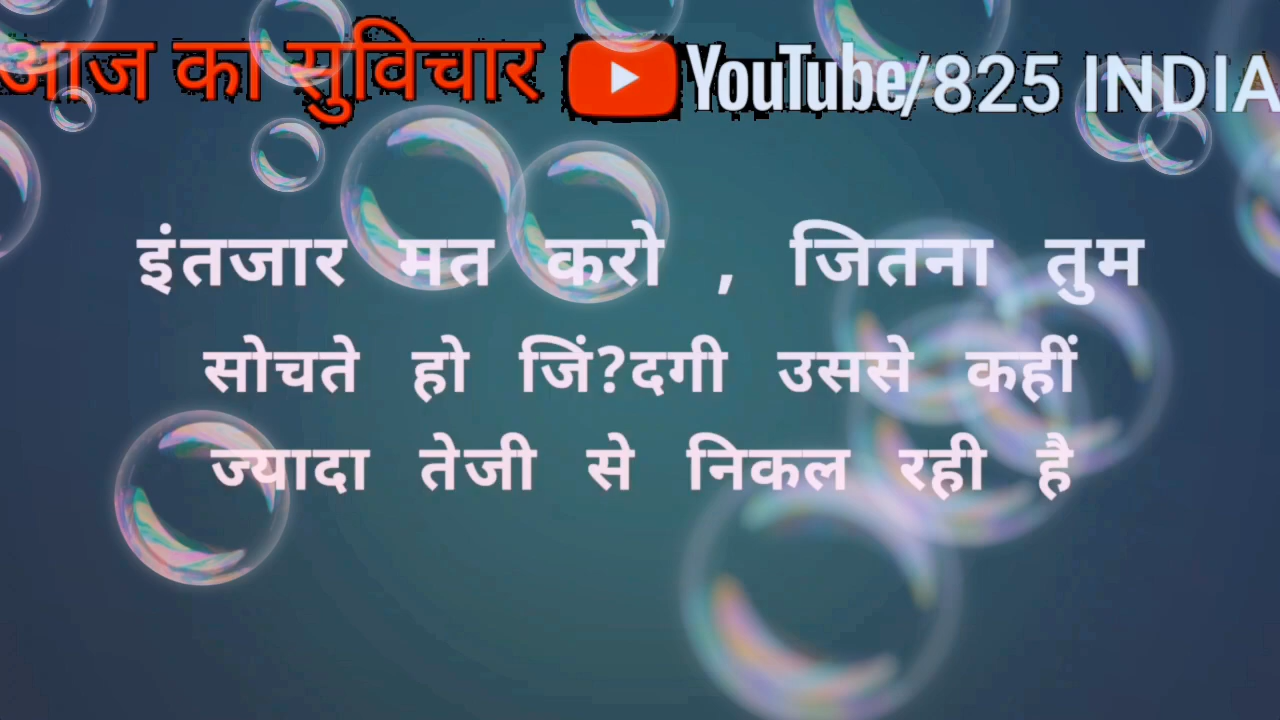 आज का सुविचार YouTube/825 INDIA
इंतजार मत करो , जितना तुम
सोचते हो जिं?दगी उससे कहीं
ज्यादा तेजी से निकल रही है